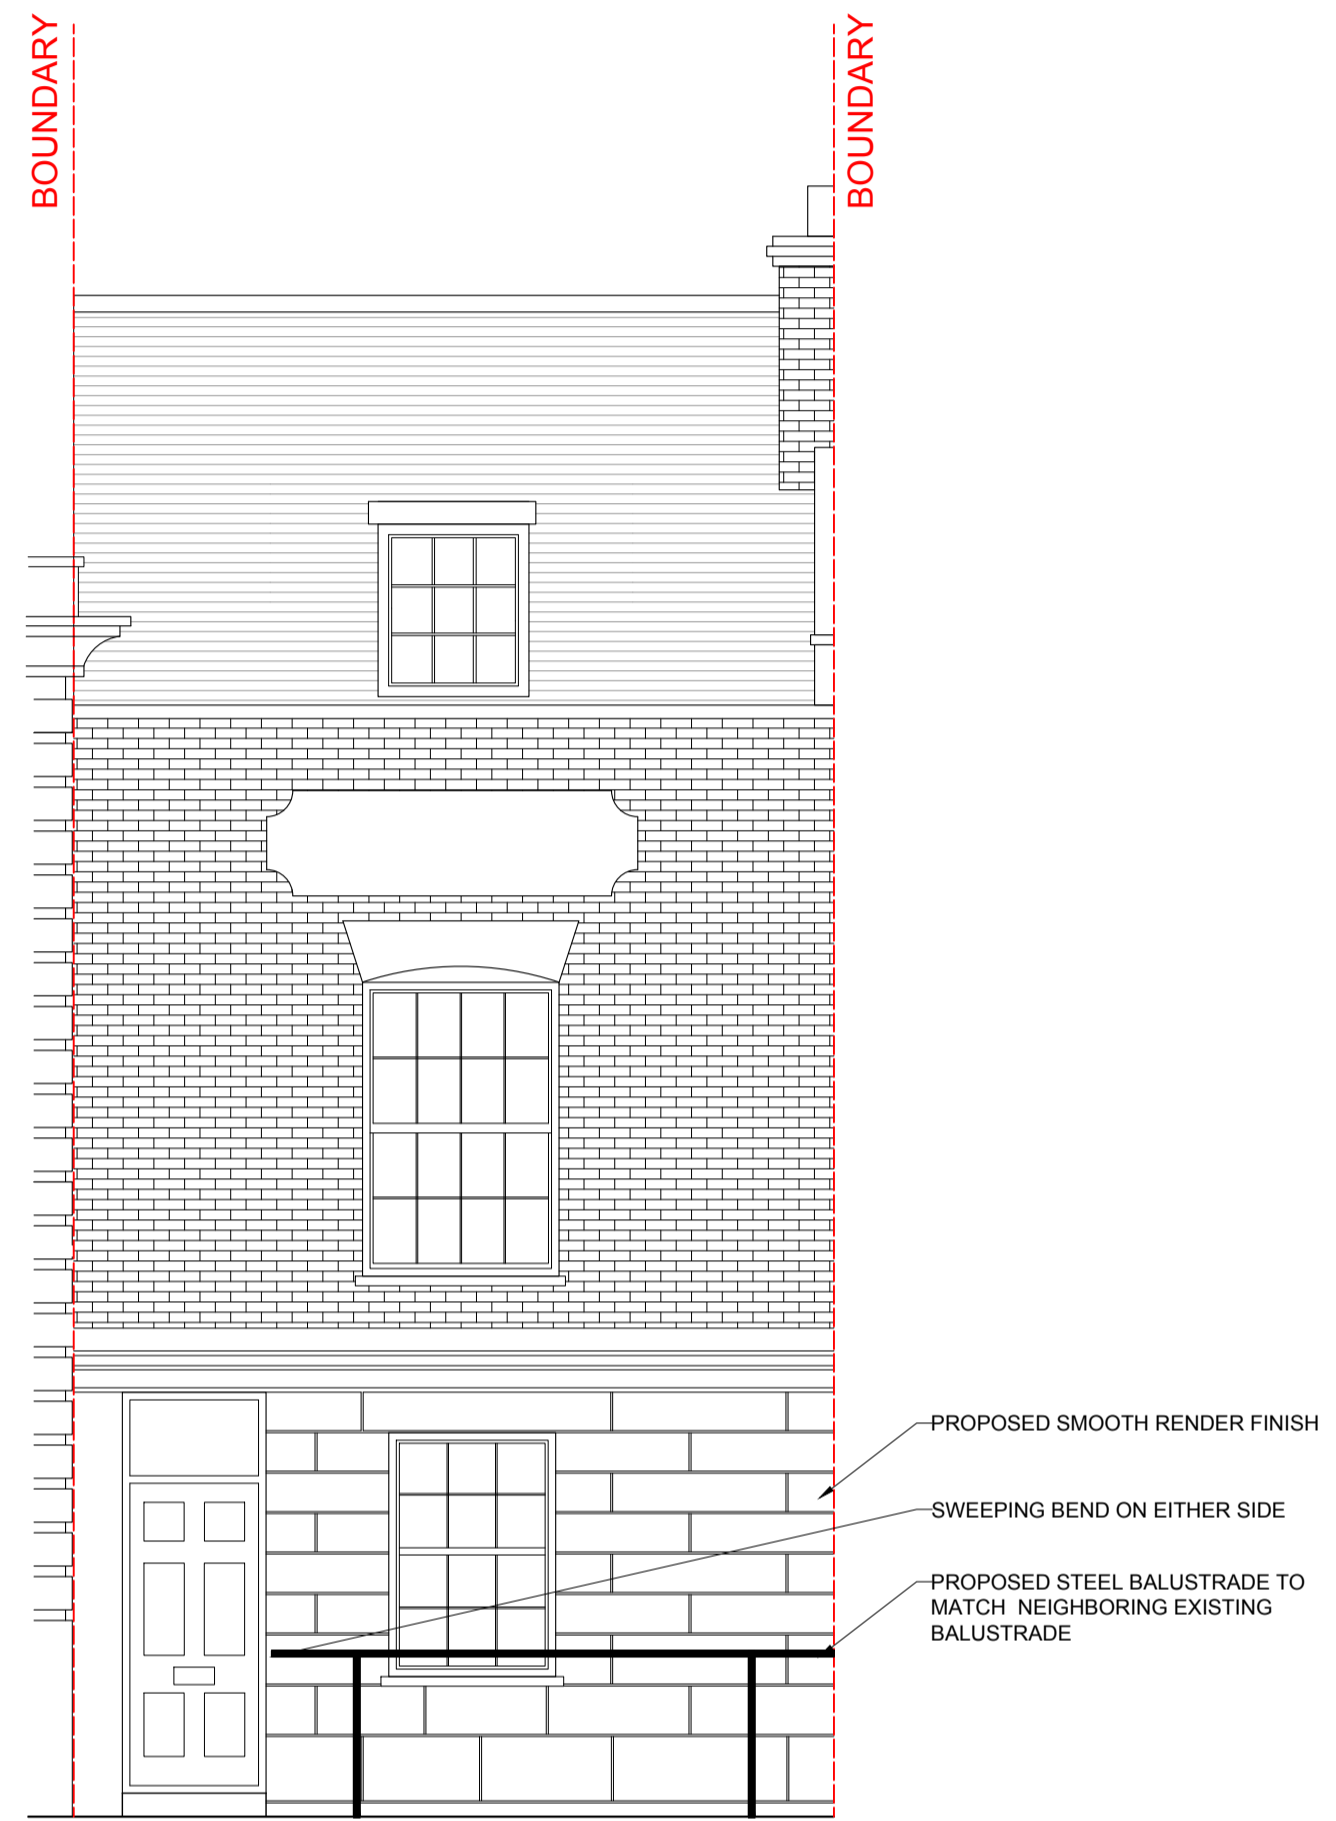 BOUNDARY
BOUNDARY
PROPOSED SMOOTH RENDER FINISH
SWEEPING BEND ON EITHER SIDE
PROPOSED STEEL BALUSTRADE TO
MATCH NEIGHBORING EXISTING
BALUSTRADE